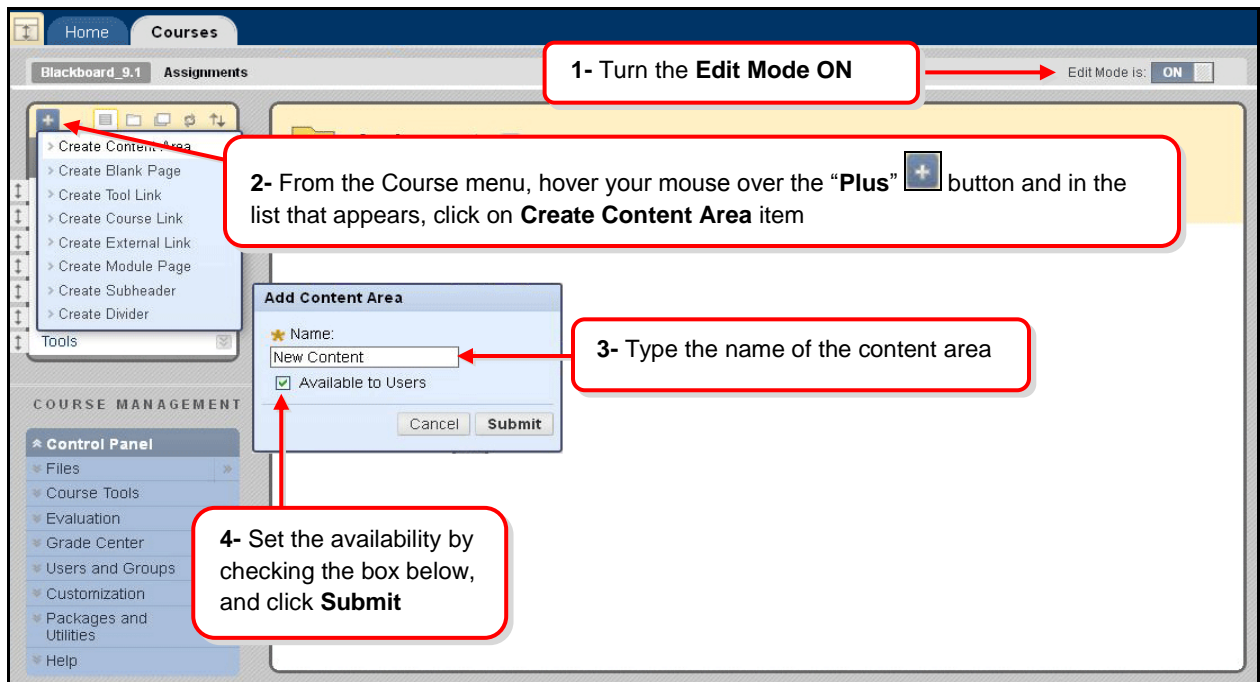 Home Courses
Blackboard_9.1 Assignments
1- Turn the Edit Mode ON
Edit Mode is: ON
> Create Content Area
> Create Blank Page
> Create Tool Link
> Create Course Link
> Create External Link
> Create Module Page
> Create Subheader
> Create Divider
Tools
2- From the Course menu, hover your mouse over the “Plus” + button and in the
list that appears, click on Create Content Area item
Add Content Area
Name:
New Content
Available to Users
Cancel Submit
3- Type the name of the content area
COURSE MANAGEMENT
Control Panel
Files
Course Tools
Evaluation
Grade Center
Users and Groups
Customization
Packages and
Utilities
Help
4- Set the availability by
checking the box below,
and click Submit